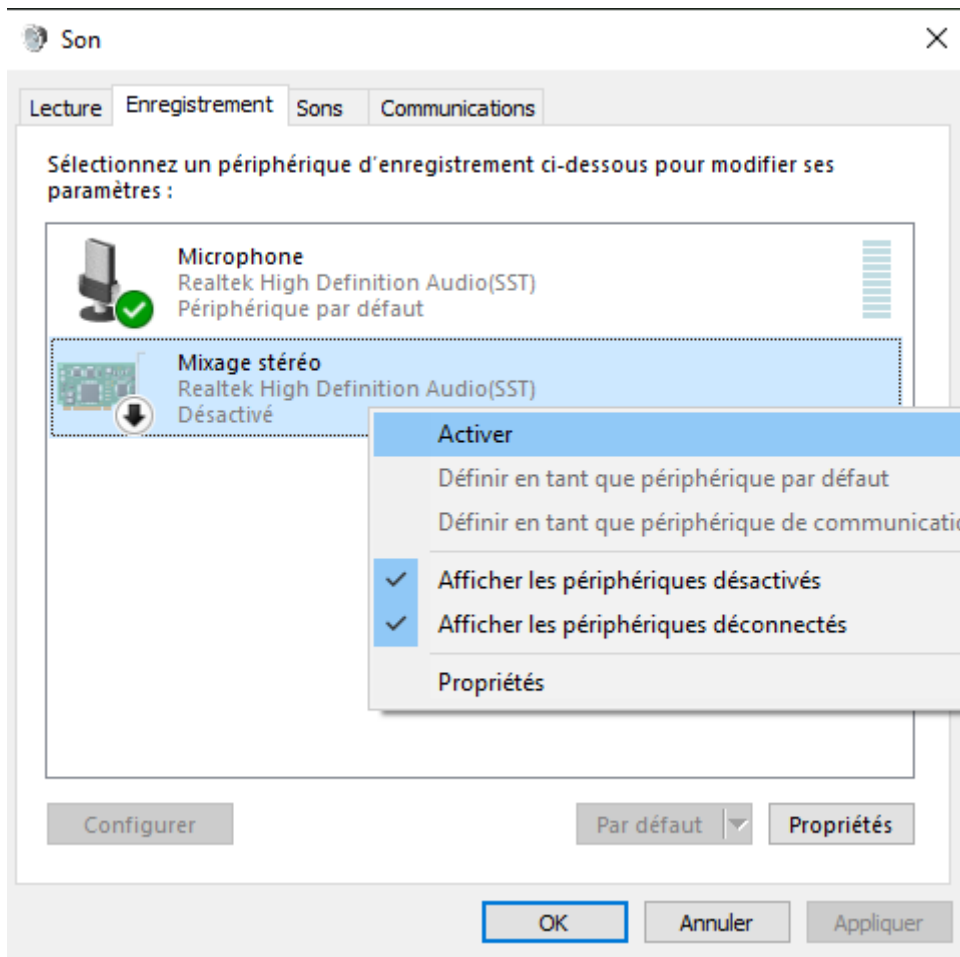 Son
Lecture Enregistrement Sons Communications
Sélectionnez un périphérique d'enregistrement ci-dessous pour modifier ses
paramètres :
Microphone
Realtek High Definition Audio(SST)
Périphérique par défaut
Mixage stéréo
Realtek High Definition Audio(SST)
Désactivé
Activer
Définir en tant que périphérique par défaut
Définir en tant que périphérique de
Afficher les périphériques désactivés
Afficher les périphériques déconnectés
Propriétés
Configurer Par défaut Propriétés
OK Annuler Appliquer